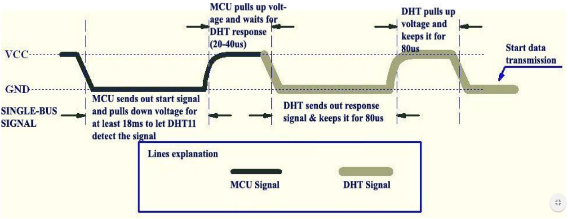 MCU pulls up volt-
age and waits for
DHT response
(20-40us)
DHT pulls up
voltage and
keeps it for
80us
VCC
Start data
transmission
GND
SINGLE-BUS
SIGNAL
MCU sends out start signal
and pulls down voltage for
at least 18ms to let DHT11
detect the signal
DHT sends out response
signal & keeps it for 80us
Lines explanation
MCU Signal
DHT Signal